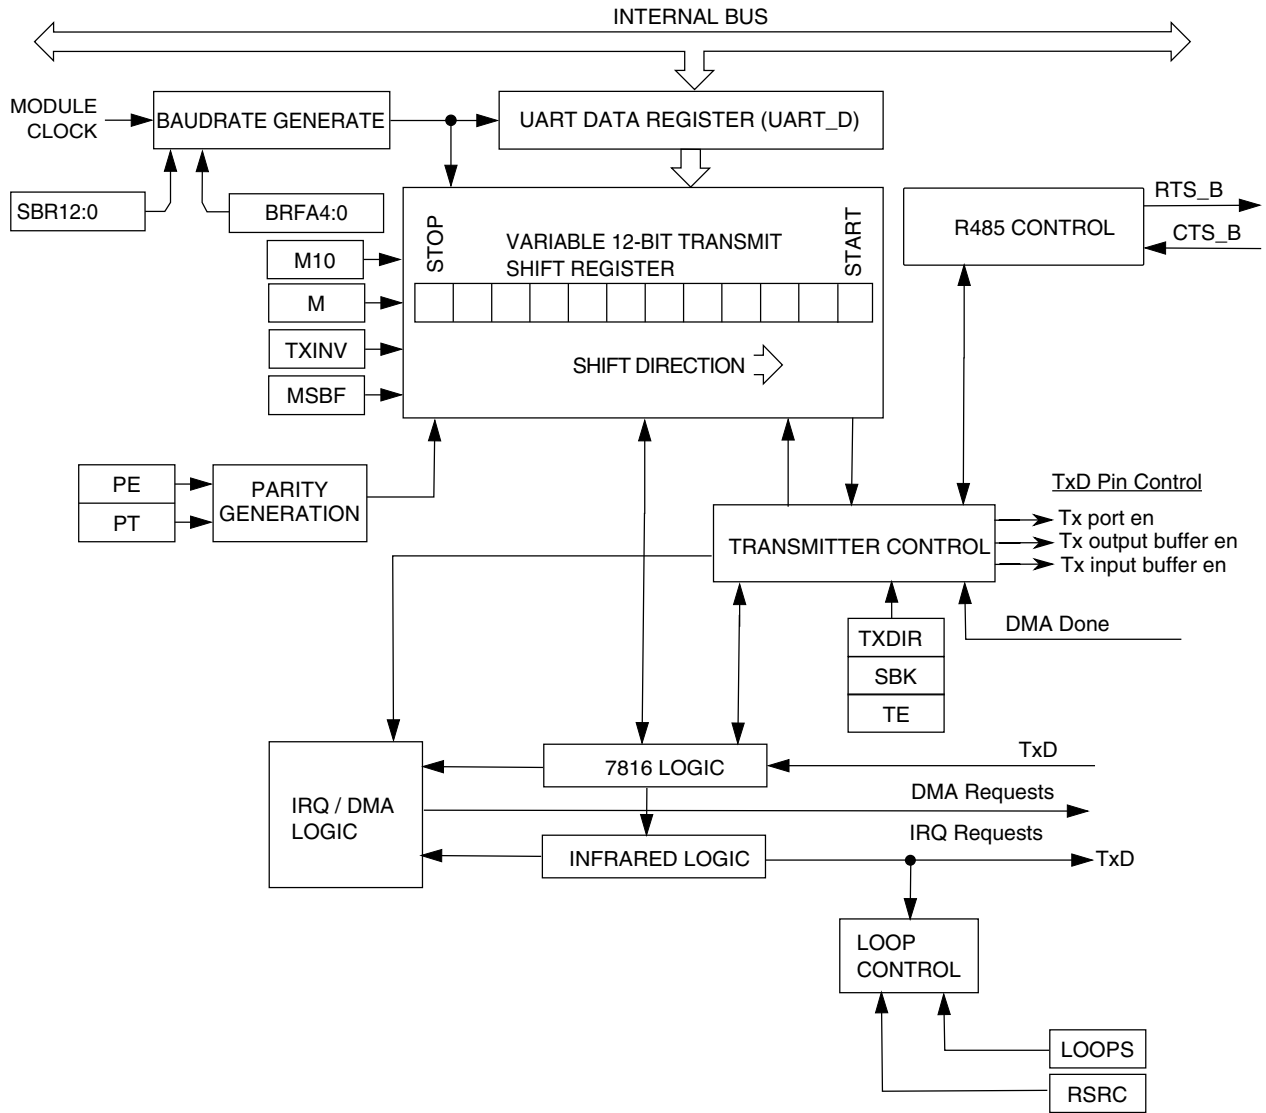 INTERNAL BUS
MODULE
CLOCK
BAUDRATE GENERATE
UART DATA REGISTER (UART_D)
SBR12:0
BRFA4:0
RTS_B
R485 CONTROL
CTS_B
STOP
VARIABLE 12-BIT TRANSMIT
SHIFT REGISTER
START
M10
M
TXINV
MSBF
SHIFT DIRECTION
PE
PT
PARITY
GENERATION
TxD Pin Control
Tx port en
Tx output buffer en
Tx input buffer en
TRANSMITTER CONTROL
DMA Done
TXDIR
SBK
TE
7816 LOGIC
TxD
IRQ / DMA
LOGIC
DMA Requests
IRQ Requests
INFRARED LOGIC
TxD
LOOP
CONTROL
LOOPS
RSRC